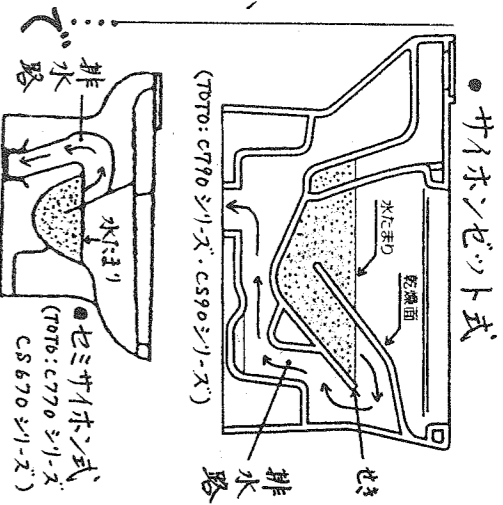 ●サイホンゼット式
水たまり
乾燥面
せき
排水路
(TOTO:C790シリーズ・CS90シリーズ)
で
排水路
水たまり
●セミサイホン式
(TOTO:C770シリーズ
CS670シリーズ)